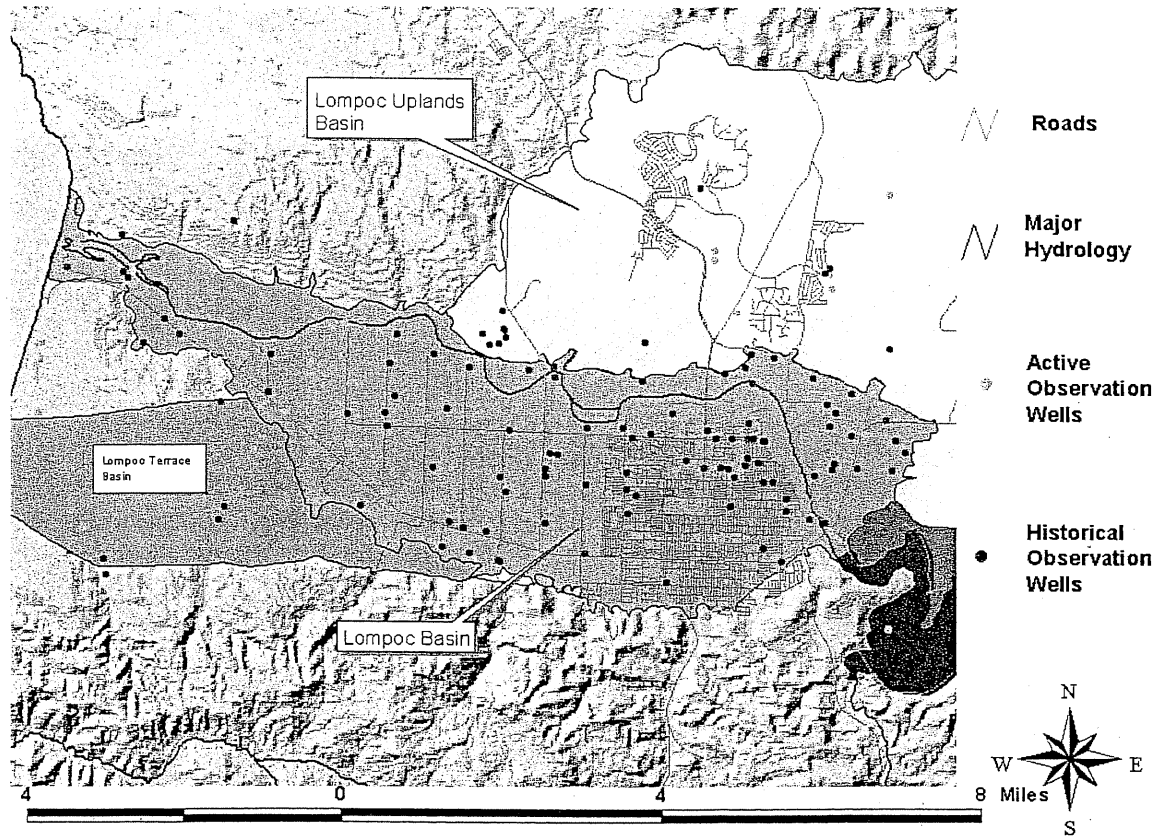 Lompoc Uplands
Basin
Roads
Major
Hydrology
Active
Observation
Wells
Lompoc Terrace
Basin
Historical
Observation
Wells
Lompoc Basin
N
W
E
S
4
0
4
8 Miles